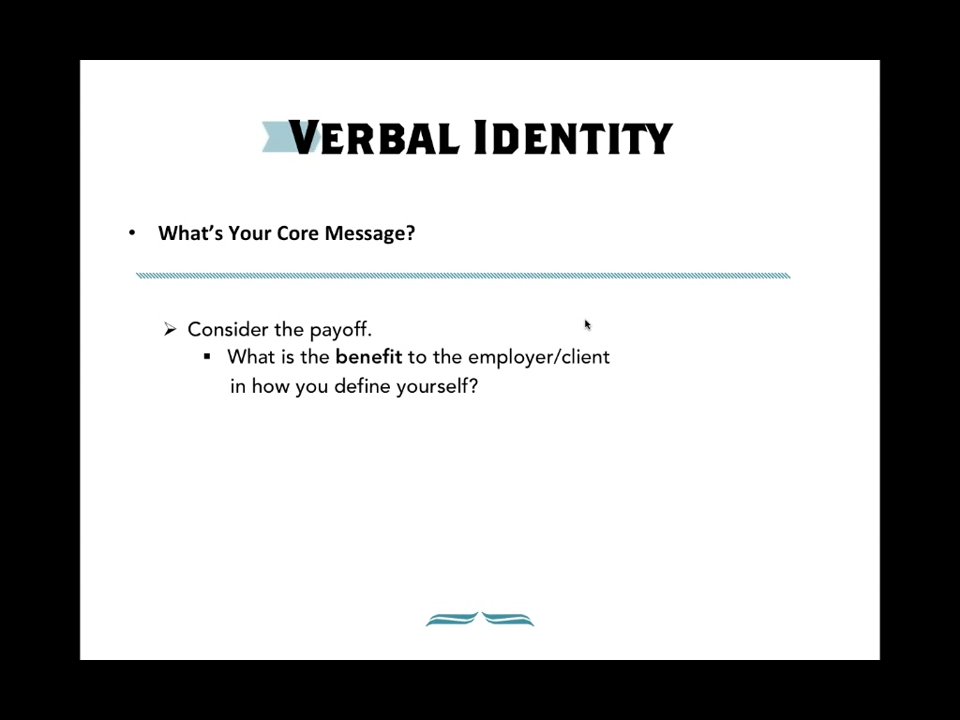 VERBAL IDENTITY
• What's Your Core Message?
➢ Consider the payoff.
▪ What is the benefit to the employer/client
in how you define yourself?